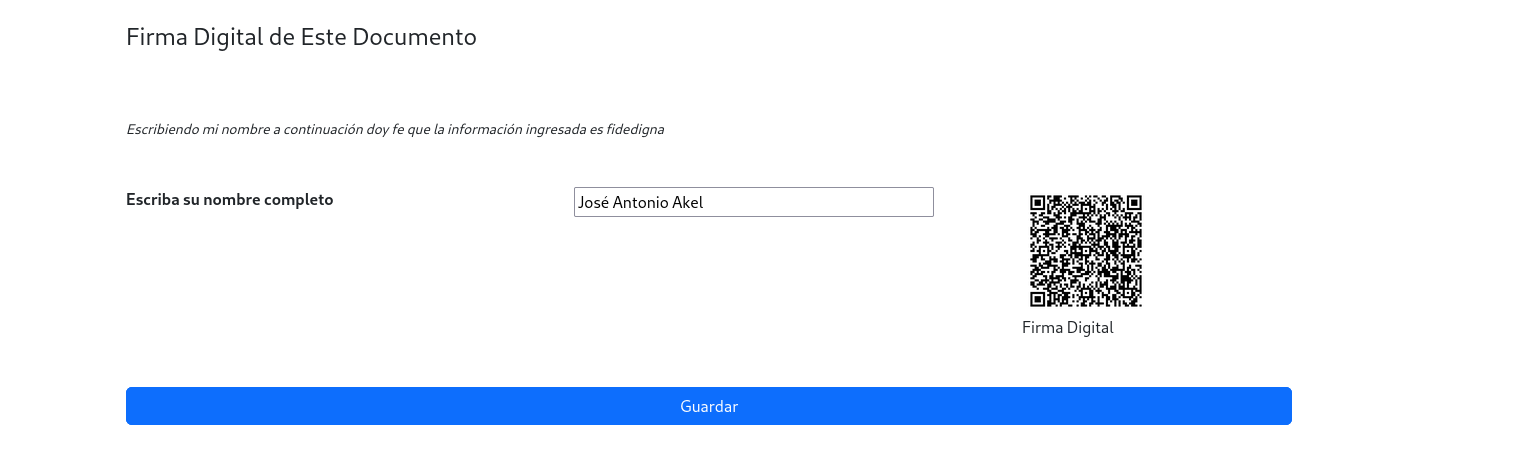 Firma Digital de Este Documento
Escribiendo mi nombre a continuación doy fe que la información ingresada es fidedigna
Escriba su nombre completo
José Antonio Akel
Firma Digital
Guardar